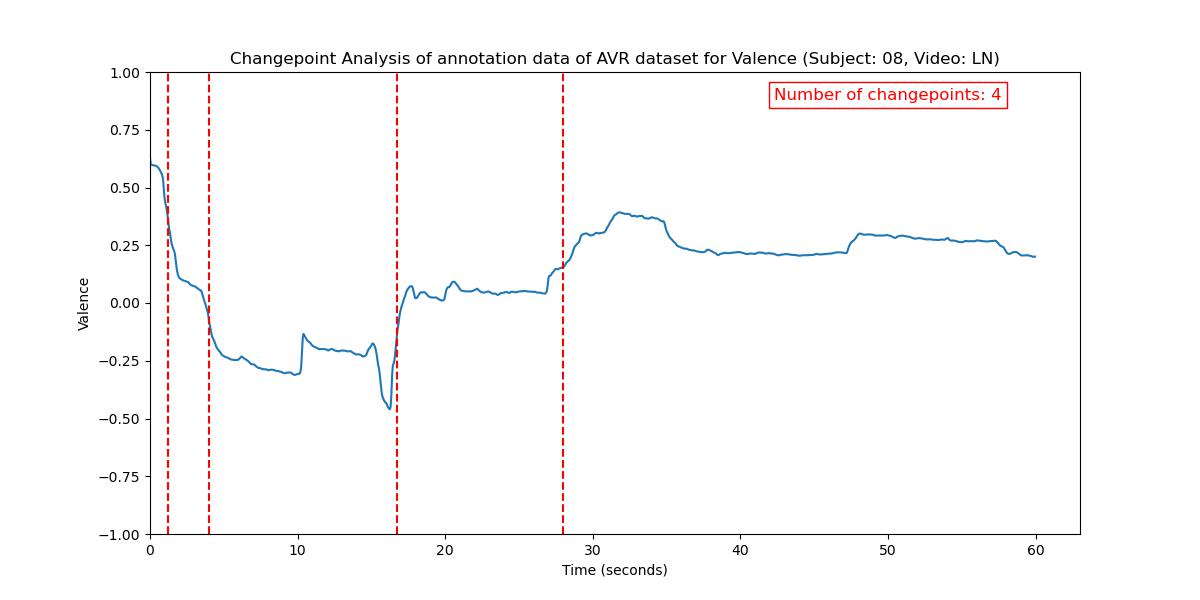 Changepoint Analysis of annotation data of AVR dataset for Valence (Subject: 08, Video: LN)
Number of changepoints: 4
1.00
0.75
0.50
0.25
0.00
−0.25
−0.50
−0.75
−1.00
Valence
0 10 20 30 40 50 60
Time (seconds)